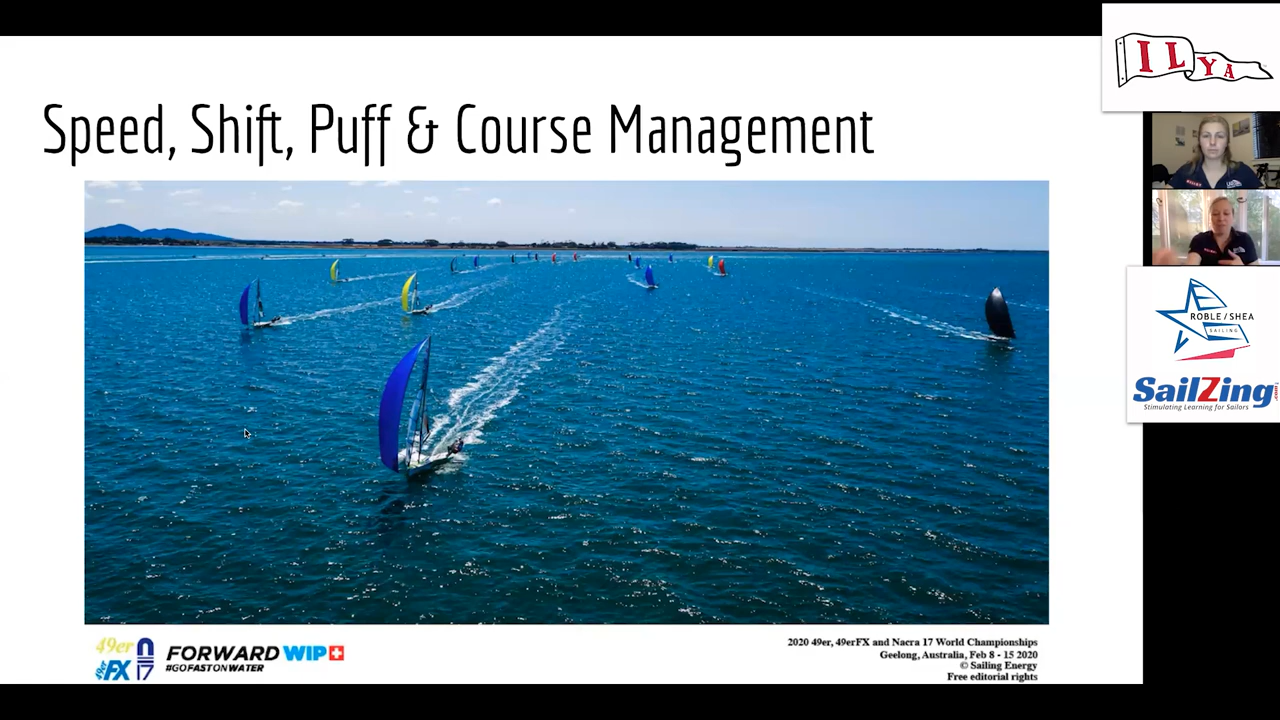 Speed, Shift, Puff & Course Management
ILYA
ROBLE / SHEA
SAILING
SailZing
Stimulating Learning for Sailors
49er
49er FX
17
FORWARD WIP
#GOFASTONWATER
2020 49er, 49erFX and Nacra 17 World Championships
Geelong, Australia, Feb 8 - 15 2020
© Sailing Energy
Free editorial rights